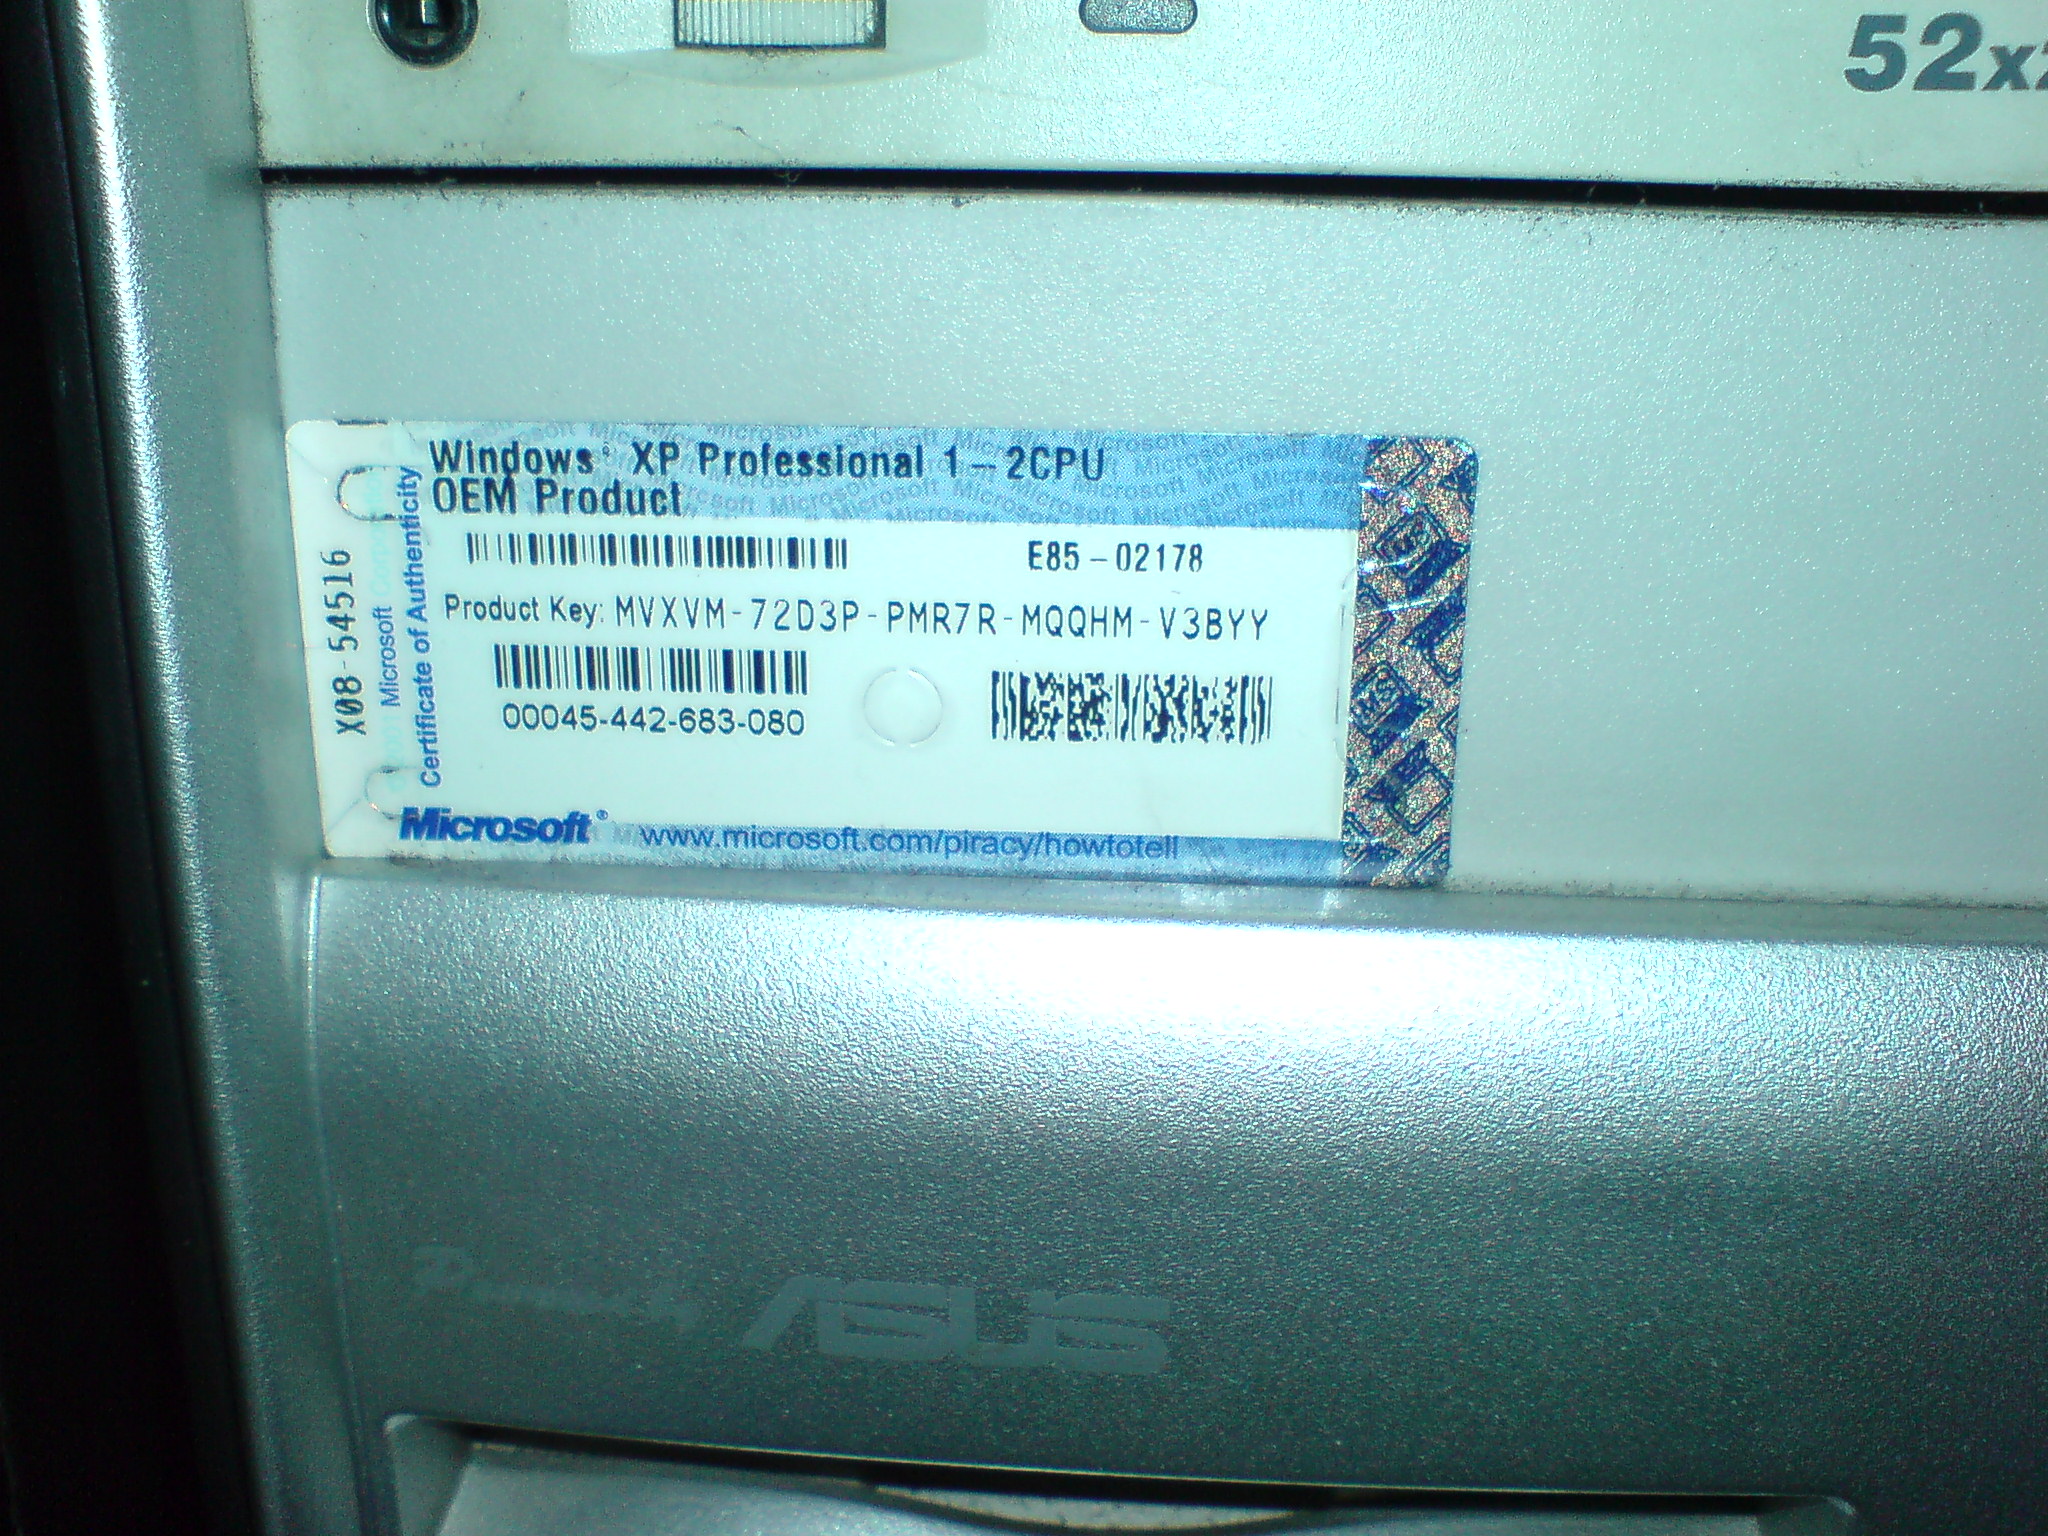 52x
Windows® XP Professional 1-2CPU
OEM Product
E85-02178
Product Key: MVXVM-72D3P-PMR7R-MQQHM-V3BYY
00045-442-683-080
Microsoft® www.microsoft.com/piracy/howtotell
X08-54516
Microsoft Corporation
Certificate of Authenticity
ASUS